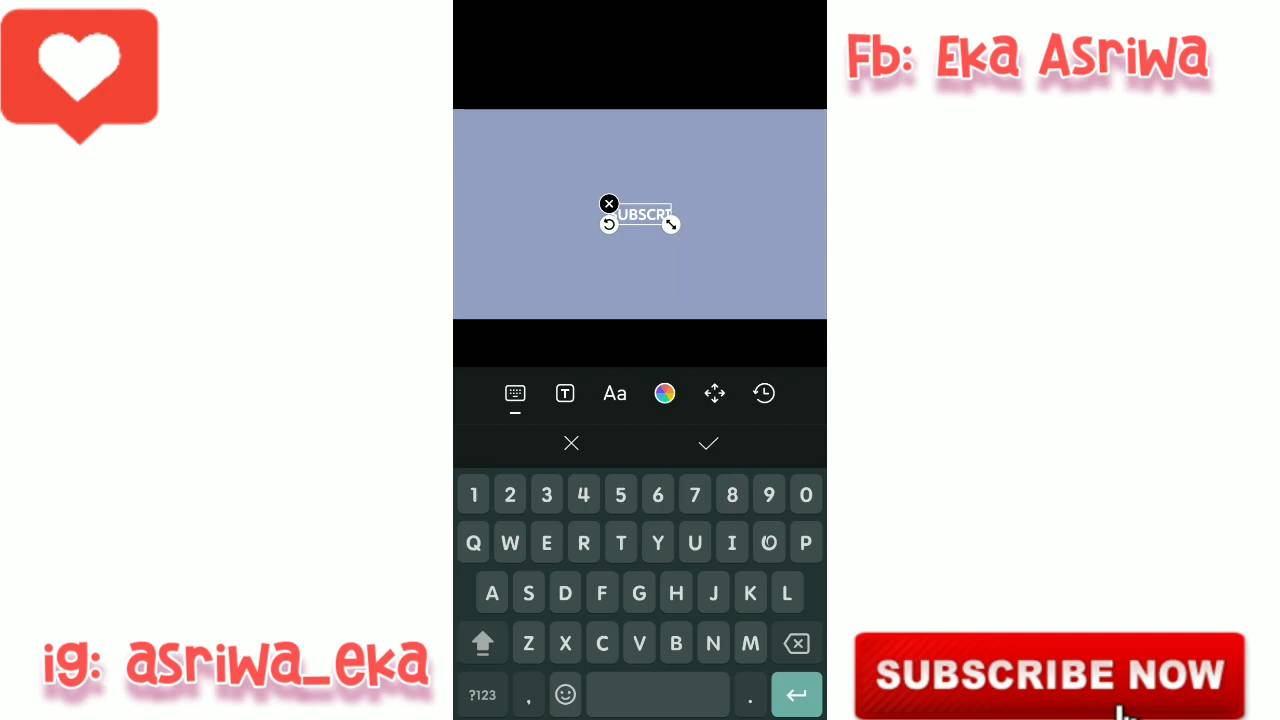 Fb: Eka Asriwa
UBSCRI
Aa
1 2 3 4 5 6 7 8 9 0
Q W E R T Y U I O P
A S D F G H J K L
Z X C V B N M
?123 , .
ig: asriwa_eka
SUBSCRIBE NOW